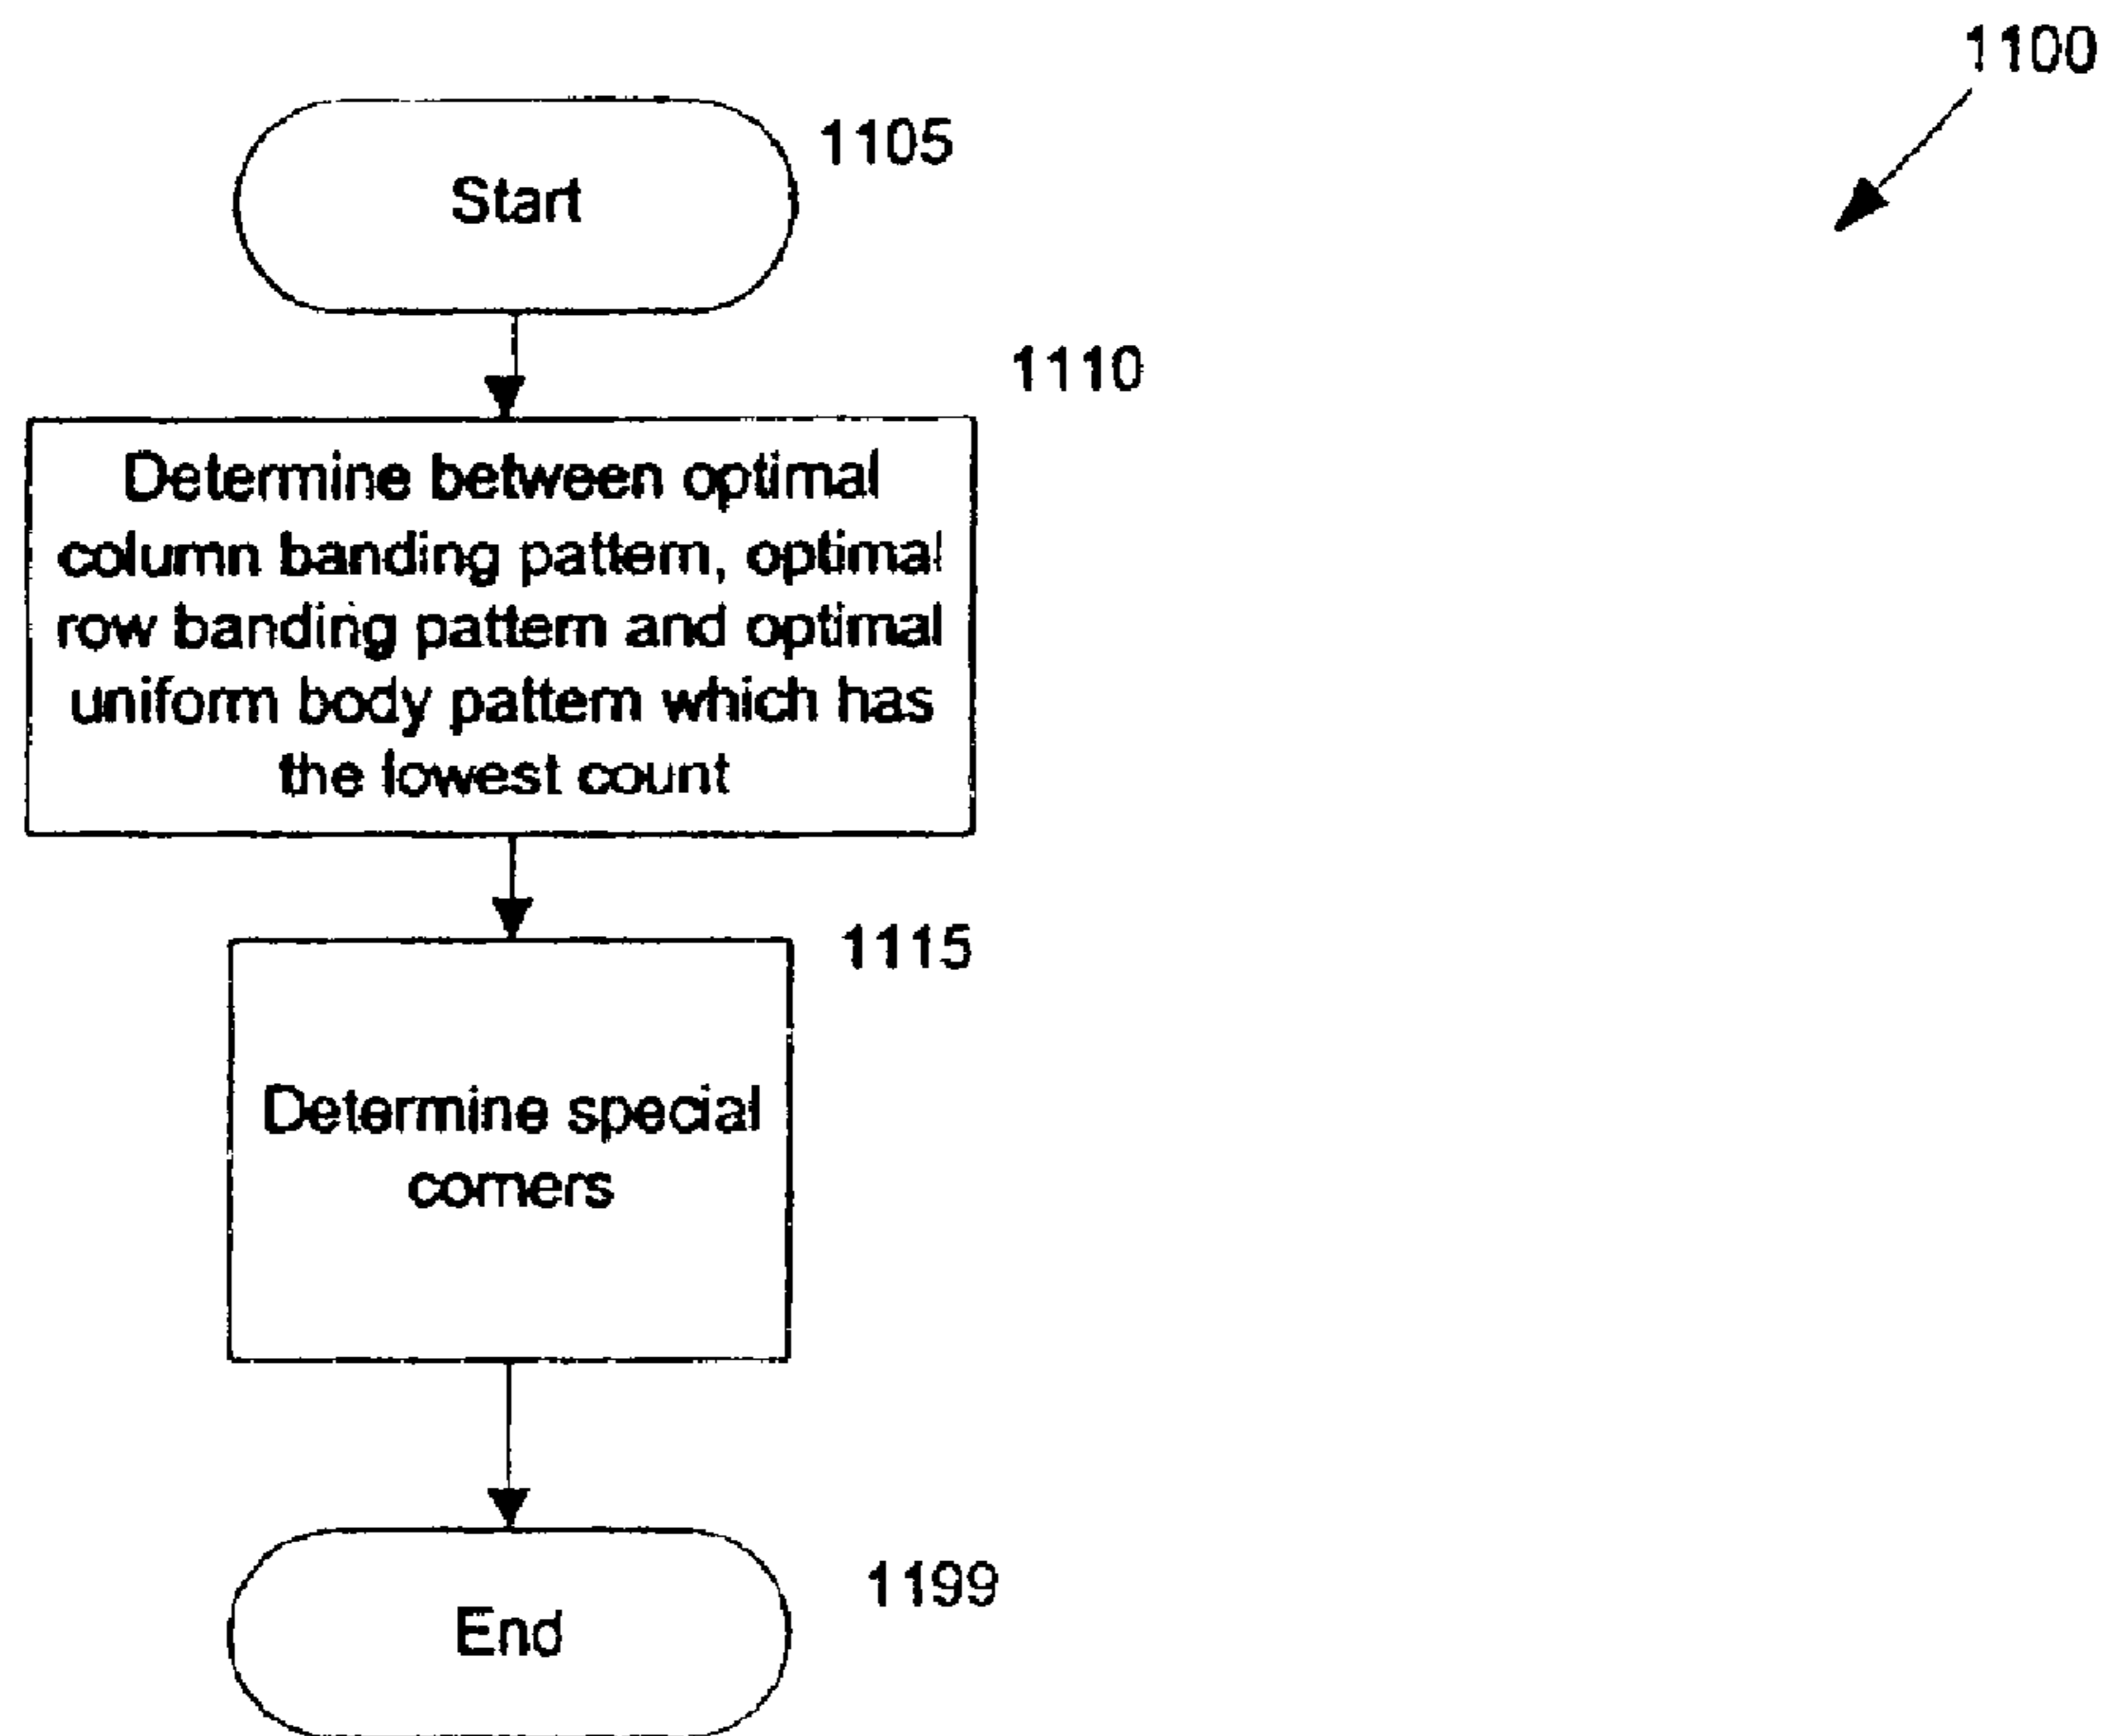 1100
1105
Start
1110
Determine between optimal
column banding pattern, optimal
row banding pattern and optimal
uniform body pattern which has
the lowest count
1115
Determine special
corners
1199
End